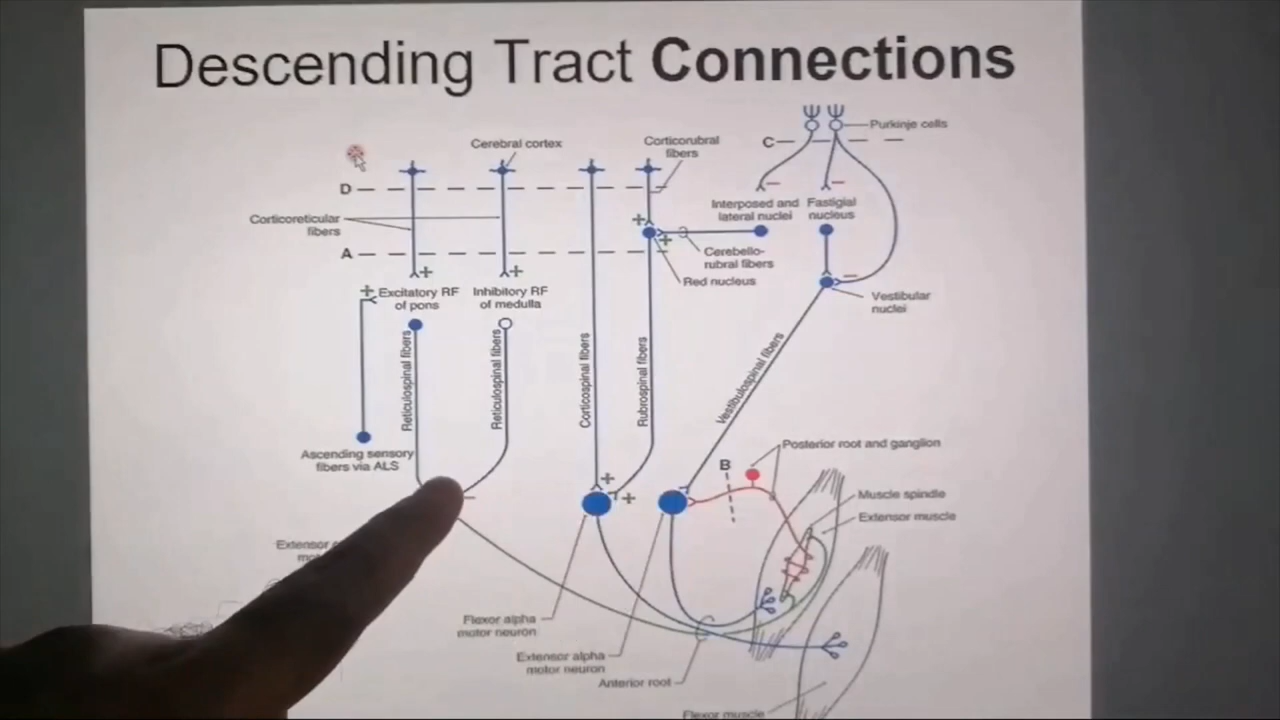 Descending Tract Connections
Purkinje cells
Cerebral cortex
Corticorubral
fibers
C
D
Interposed and
lateral nuclei
Fastigial
nucleus
Corticoreticular
fibers
A
Cerebello-
rubral fibers
Red nucleus
Excitatory RF
of pons
Inhibitory RF
of medulla
Vestibular
nuclei
Reticulospinal fibers
Reticulospinal fibers
Corticospinal fibers
Rubrospinal fibers
Vestibulospinal fibers
Ascending sensory
fibers via ALS
Posterior root and ganglion
B
Muscle spindle
Extensor muscle
Extensor
Flexor alpha
motor neuron
Extensor alpha
motor neuron
Anterior root
Flexor muscle